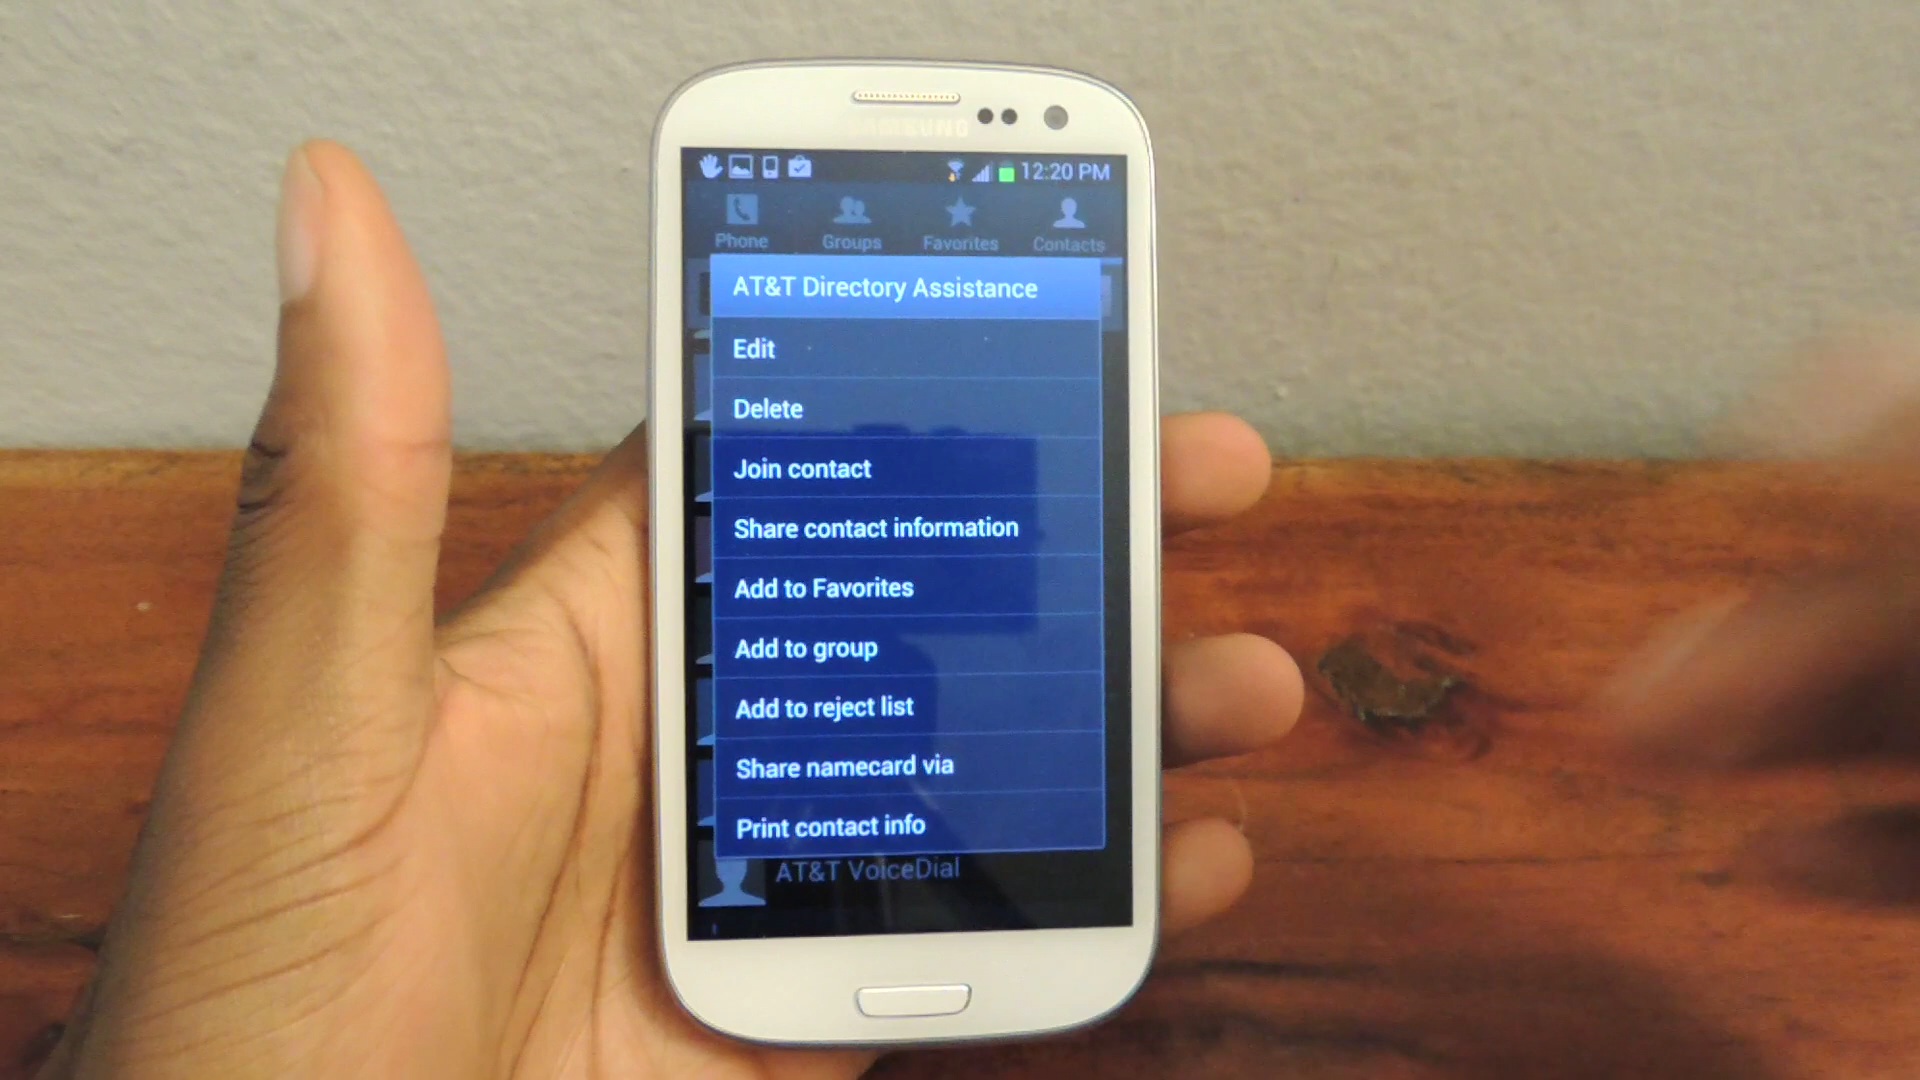 SAMSUNG
12:20 PM
Phone Groups Favorites Contacts
AT&T Directory Assistance
Edit
Delete
Join contact
Share contact information
Add to Favorites
Add to group
Add to reject list
Share namecard via
Print contact info
AT&T VoiceDial